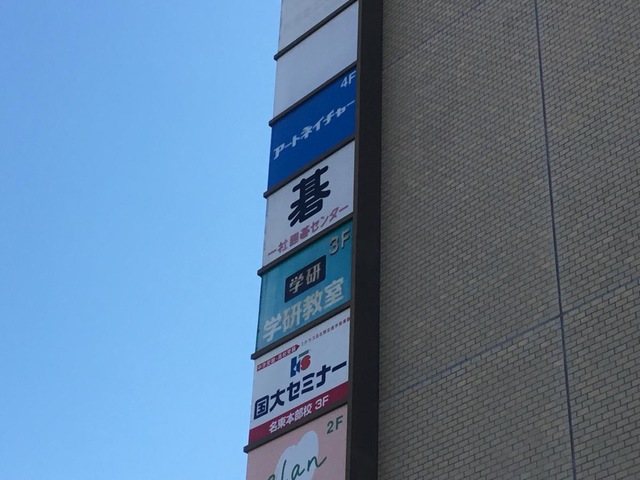 4F
アートネイチャー
碁
一社囲碁センター
3F
学研
学研教室
KS
国大セミナー
名東本部校 3F
2F